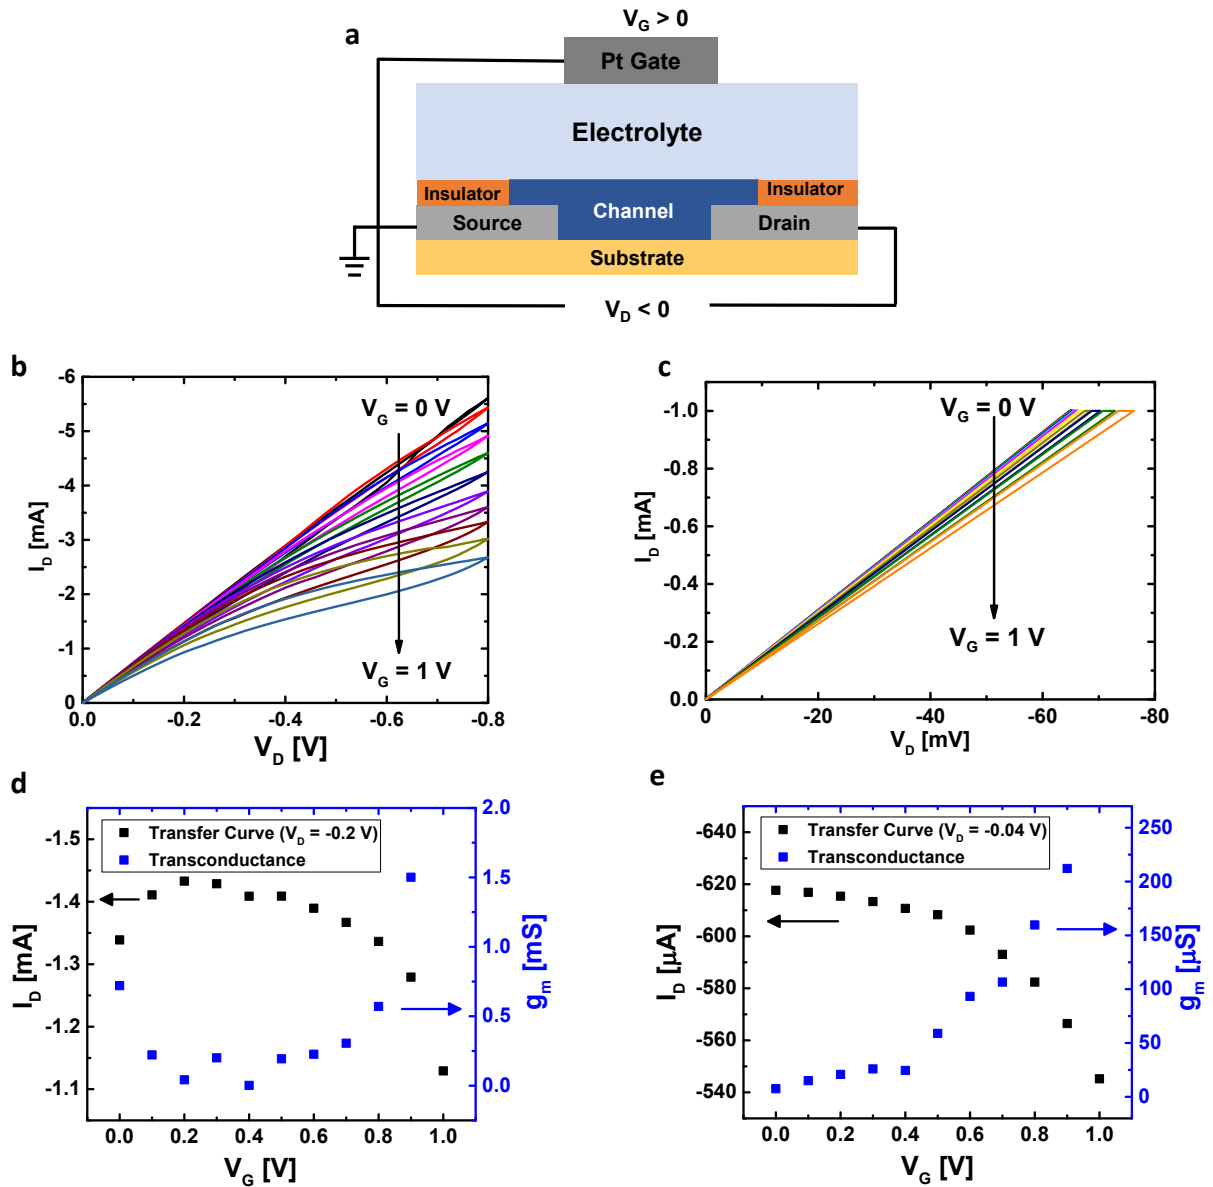 a
V_G > 0
Pt Gate
Electrolyte
Insulator
Insulator
Channel
Source
Drain
Substrate
V_D < 0
b
-6
-5
-4
-3
-2
-1
0
I_D [mA]
V_G = 0 V
V_G = 1 V
0.0 -0.2 -0.4 -0.6 -0.8
V_D [V]
c
-1.0
-0.8
-0.6
-0.4
-0.2
0.0
I_D [mA]
V_G = 0V
V_G = 1 V
0 -20 -40 -60 -80
V_D [mV]
d
-1.5
-1.4
-1.3
-1.2
-1.1
I_D [mA]
Transfer Curve (V_D = -0.2 V)
Transconductance
2.0
1.5
1.0
0.5
0.0
g_m [mS]
0.0 0.2 0.4 0.6 0.8 1.0
V_G [V]
e
-640
-620
-600
-580
-560
-540
I_D [µA]
Transfer Curve (V_D = -0.04 V)
Transconductance
250
200
150
100
50
0
g_m [µS]
0.0 0.2 0.4 0.6 0.8 1.0
V_G [V]